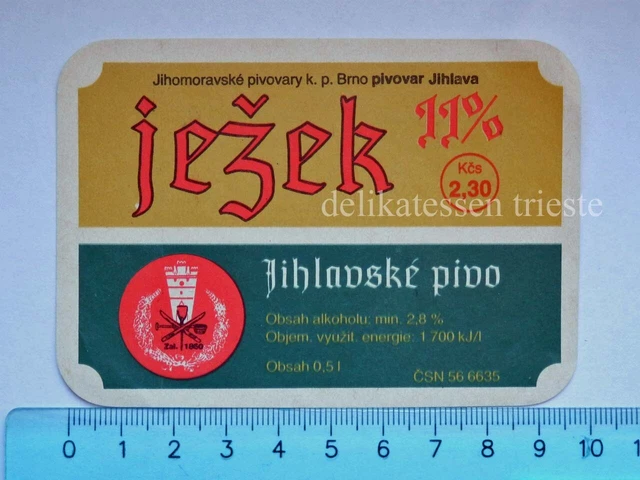 Jihomoravské pivovary k. p. Brno pivovar Jihlava
ježek 11%
Kčs
2,30
delikatessen trieste
Jihlavské pivo
Obsah alkoholu: min. 2,8 %
Objem. využit. energie: 1 700 kJ/l
Obsah 0,5 l
ČSN 56 6635
Zal. 1860
0 1 2 3 4 5 6 7 8 9 10 1